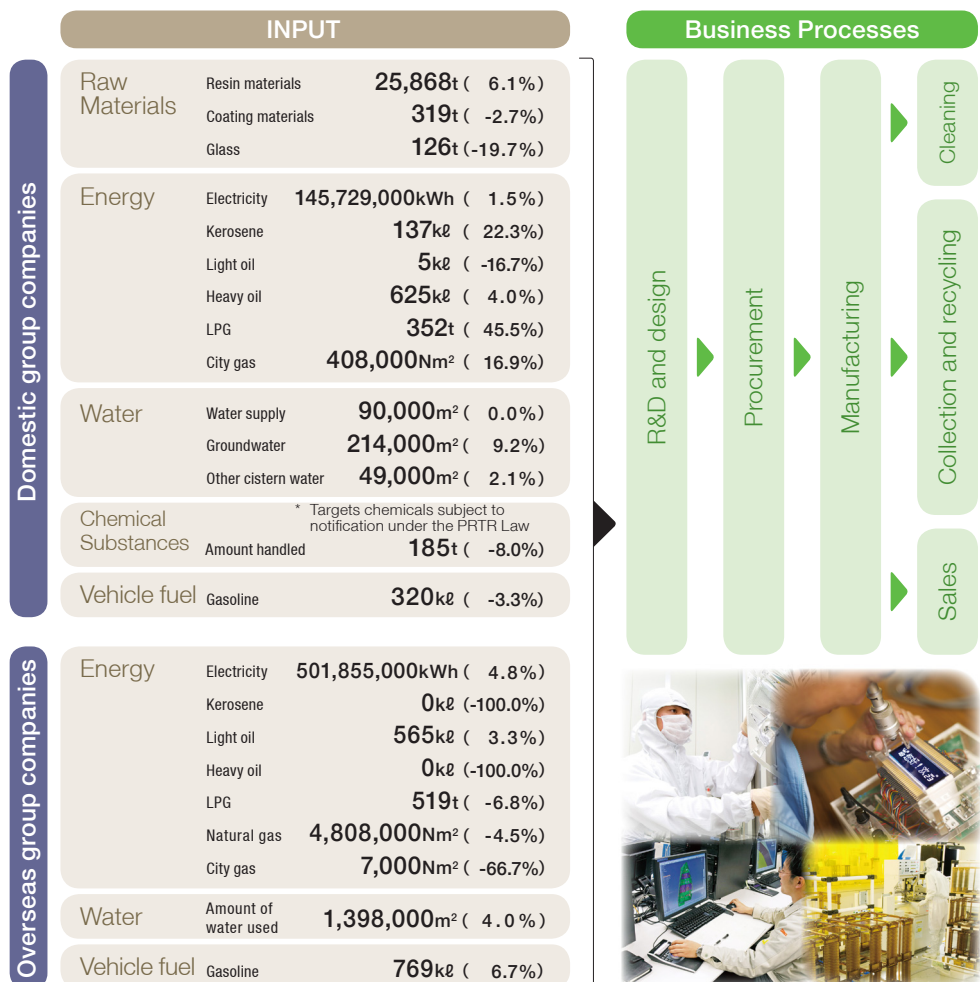 INPUT
Business Processes
Domestic group companies
Raw
Materials
Resin materials 25,868t ( 6.1%)
Coating materials 319t ( -2.7%)
Glass 126t (-19.7%)
Energy
Electricity 145,729,000kWh ( 1.5%)
Kerosene 137kℓ ( 22.3%)
Light oil 5kℓ ( -16.7%)
Heavy oil 625kℓ ( 4.0%)
LPG 352t ( 45.5%)
City gas 408,000Nm² ( 16.9%)
Water
Water supply 90,000m² ( 0.0%)
Groundwater 214,000m² ( 9.2%)
Other cistern water 49,000m² ( 2.1%)
Chemical
Substances
* Targets chemicals subject to
notification under the PRTR Law
Amount handled 185t ( -8.0%)
Vehicle fuel Gasoline 320kℓ ( -3.3%)
Overseas group companies
Energy
Electricity 501,855,000kWh ( 4.8%)
Kerosene 0kℓ (-100.0%)
Light oil 565kℓ ( 3.3%)
Heavy oil 0kℓ (-100.0%)
LPG 519t ( -6.8%)
Natural gas 4,808,000Nm² ( -4.5%)
City gas 7,000Nm² ( -66.7%)
Water
Amount of
water used 1,398,000m² ( 4.0%)
Vehicle fuel Gasoline 769kℓ ( 6.7%)
R&D and design
Procurement
Manufacturing
Cleaning
Collection and recycling
Sales